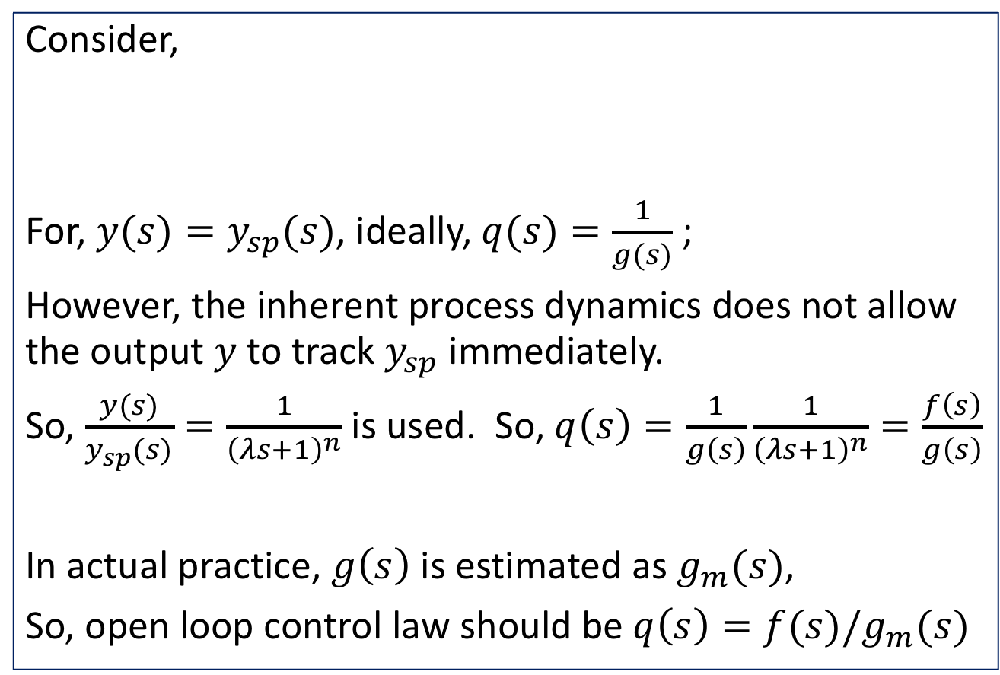 Consider,
For, $y(s) = y_{sp}(s)$, ideally, $q(s) = \frac{1}{g(s)}$ ;
However, the inherent process dynamics does not allow
the output $y$ to track $y_{sp}$ immediately.
So, $\frac{y(s)}{y_{sp}(s)} = \frac{1}{(\lambda s+1)^n}$ is used. So, $q(s) = \frac{1}{g(s)} \frac{1}{(\lambda s+1)^n} = \frac{f(s)}{g(s)}$
In actual practice, $g(s)$ is estimated as $g_m(s)$,
So, open loop control law should be $q(s) = f(s)/g_m(s)$